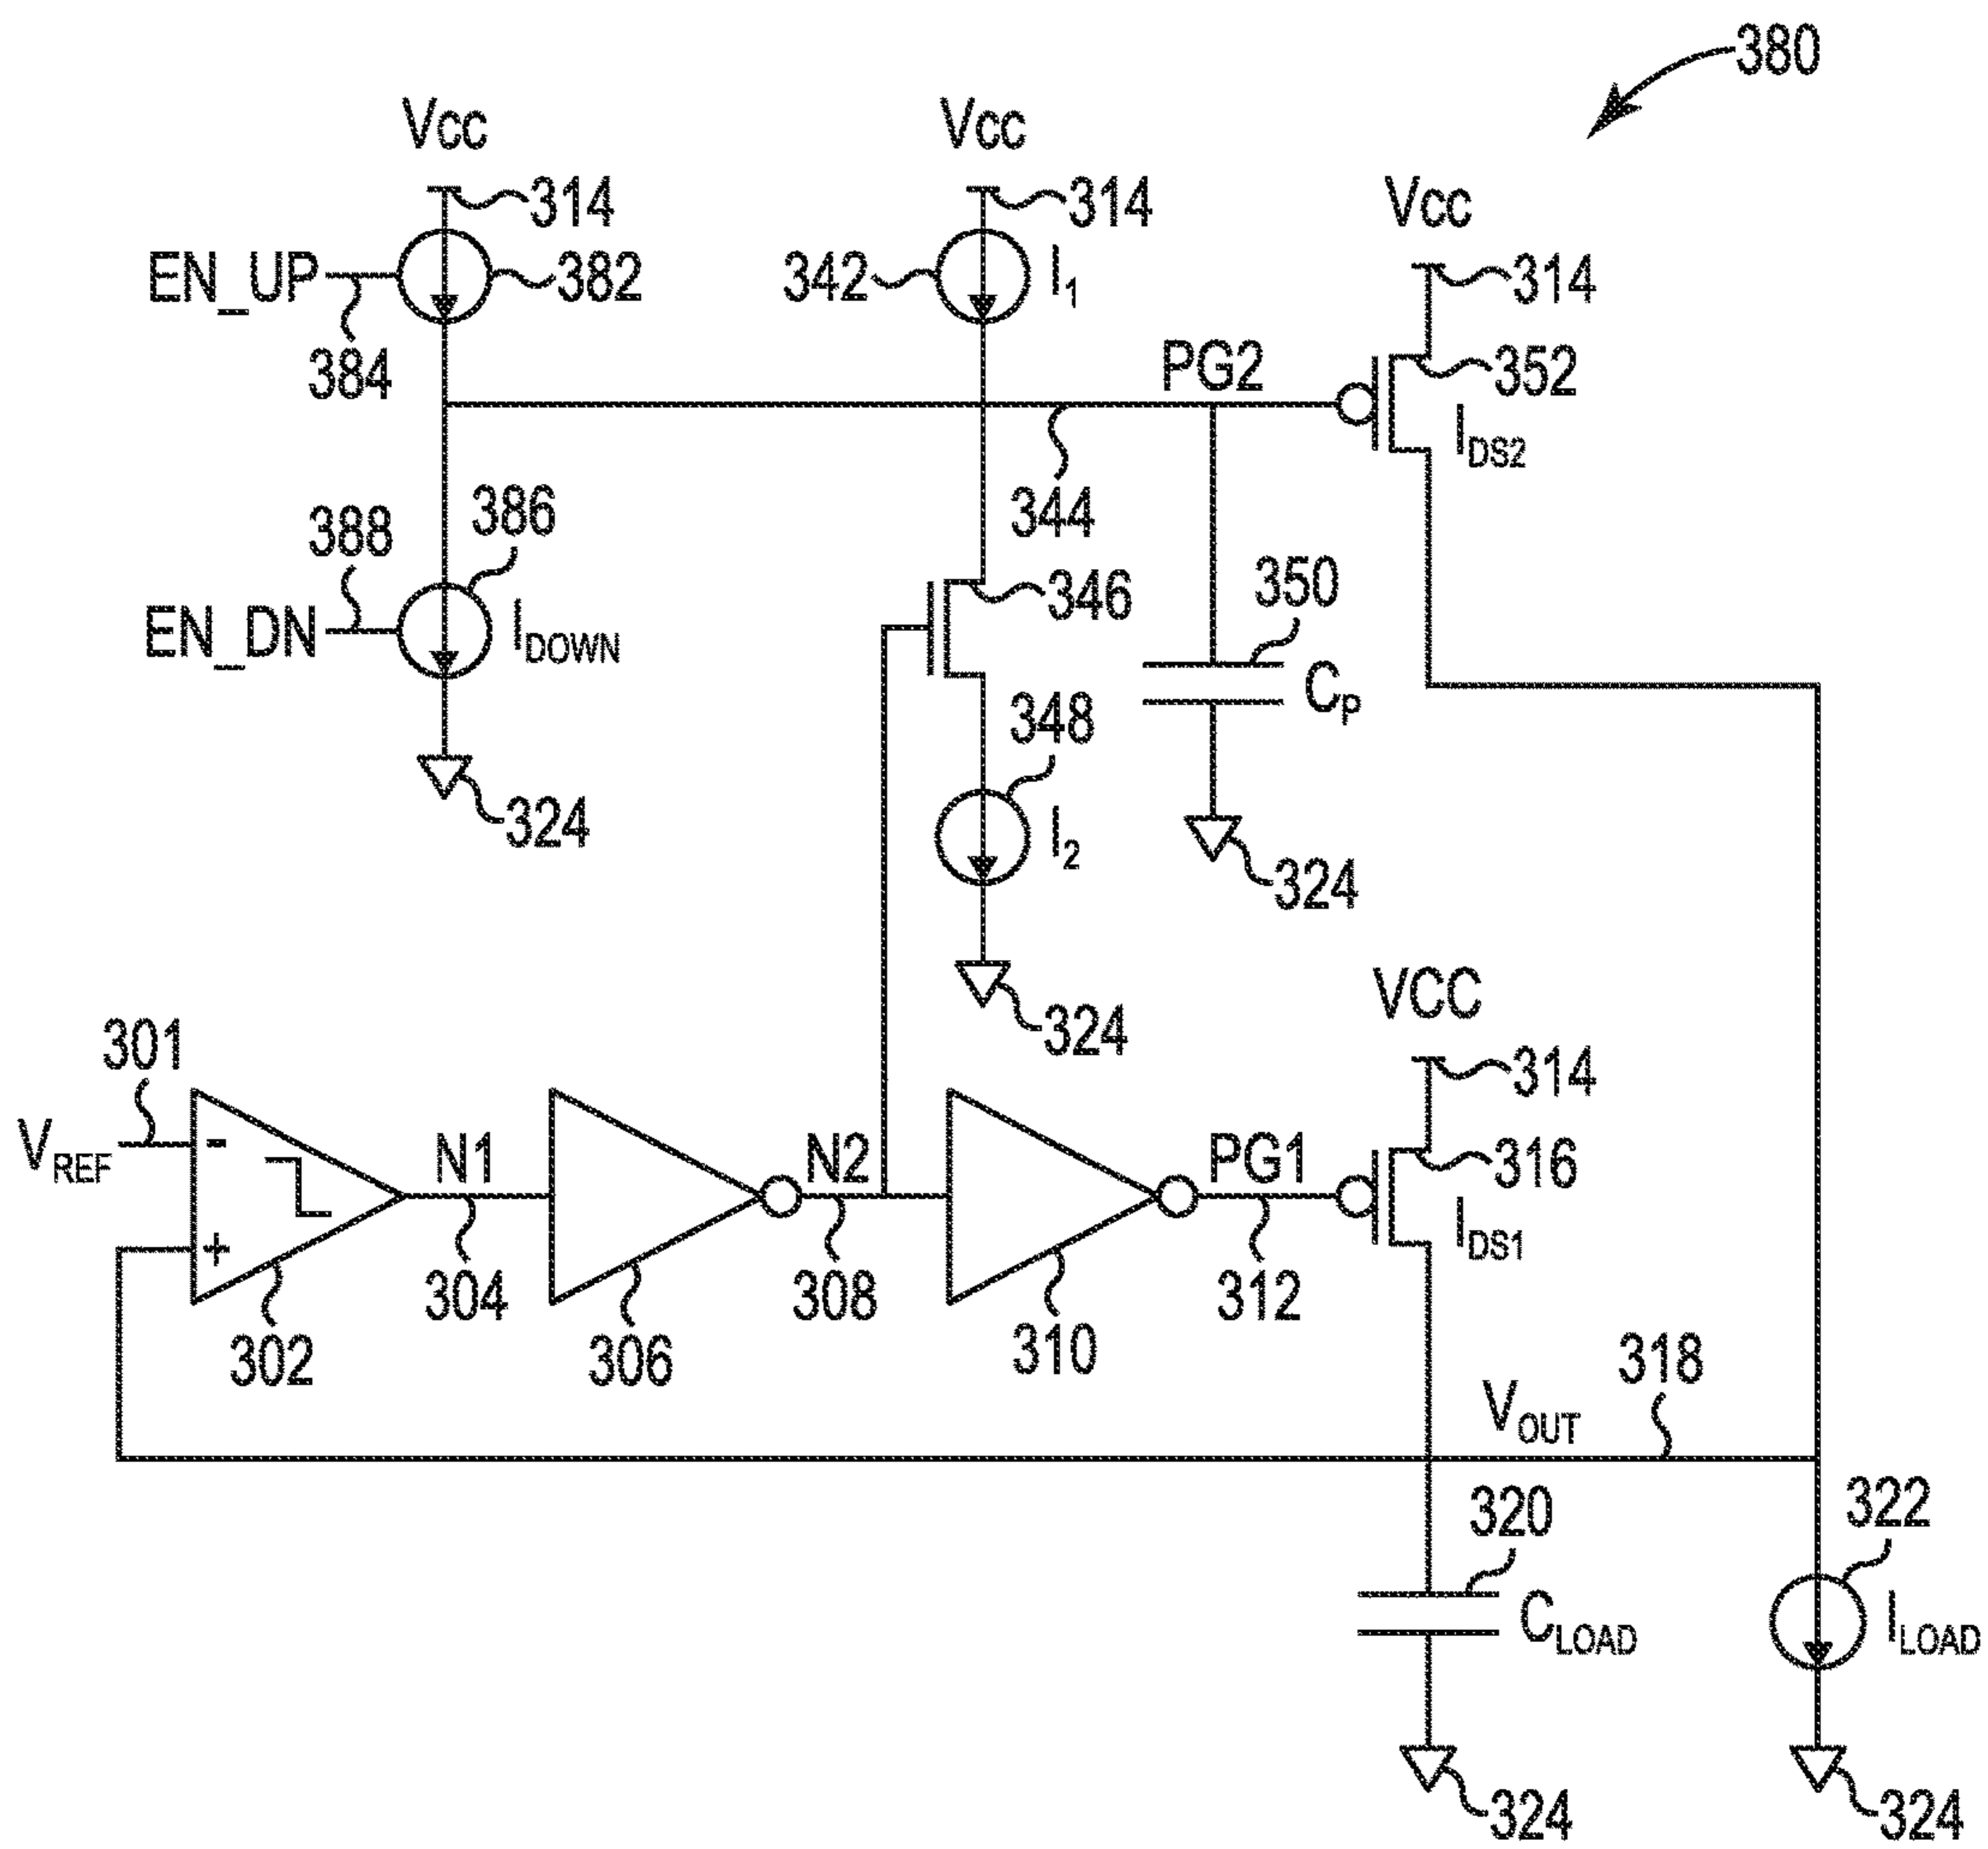 380
Vcc
Vcc
314
314
Vcc
EN_UP
382
342
I1
314
384
PG2
352
IDS2
388
386
344
EN_DN
IDOWN
346
350
CP
348
324
I2
324
324
VCC
301
314
VREF
-
N1
N2
PG1
316
+
IDS1
304
308
312
302
306
310
318
VOUT
320
322
CLOAD
ILOAD
324
324